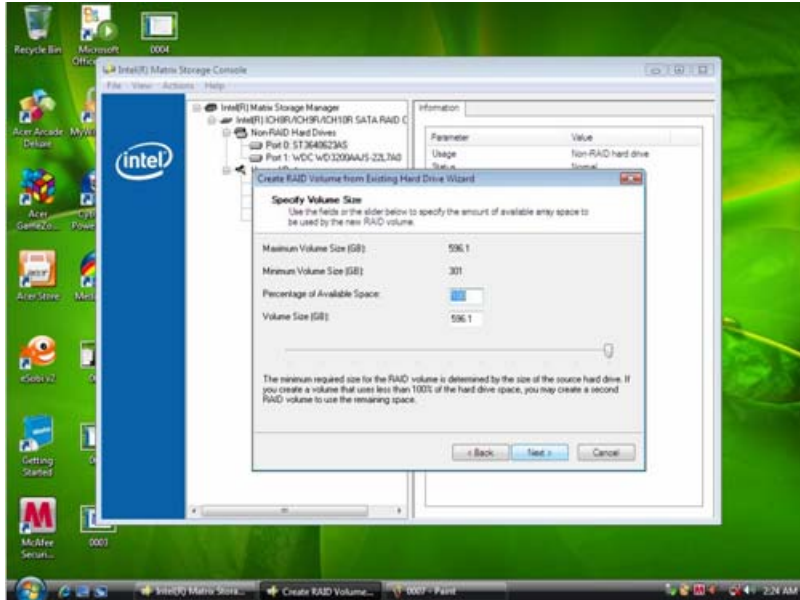 Recycle Bin
Microsoft
Office
0004
Intel(R) Matrix Storage Console
File View Actions Help
Intel(R) Matrix Storage Manager
Intel(R) ICH8R/ICH9R/ICH10R SATA RAID C
Non-RAID Hard Drives
Port 0: ST3640623AS
Port 1: WDC WD3200AAJS-22L7A0
Information
Parameter Value
Usage Non-RAID hard drive
Status Normal
intel
Create RAID Volume from Existing Hard Drive Wizard
Specify Volume Size
Use the fields or the slider below to specify the amount of available array space to
be used by the new RAID volume.
Maximum Volume Size (GB): 596.1
Minimum Volume Size (GB): 301
Percentage of Available Space: 100
Volume Size (GB): 596.1
The minimum required size for the RAID volume is determined by the size of the source hard drive. If
you create a volume that uses less than 100% of the hard drive space, you may create a second
RAID volume to use the remaining space.
< Back Next > Cancel
Acer Arcade
Deluxe
Acer
GameZo...
Acer Store
eSobi v2
Getting
Started
McAfee
Securi...
0003
Intel(R) Matrix Stora...
Create RAID Volume...
0007 - Paint
2:24 AM